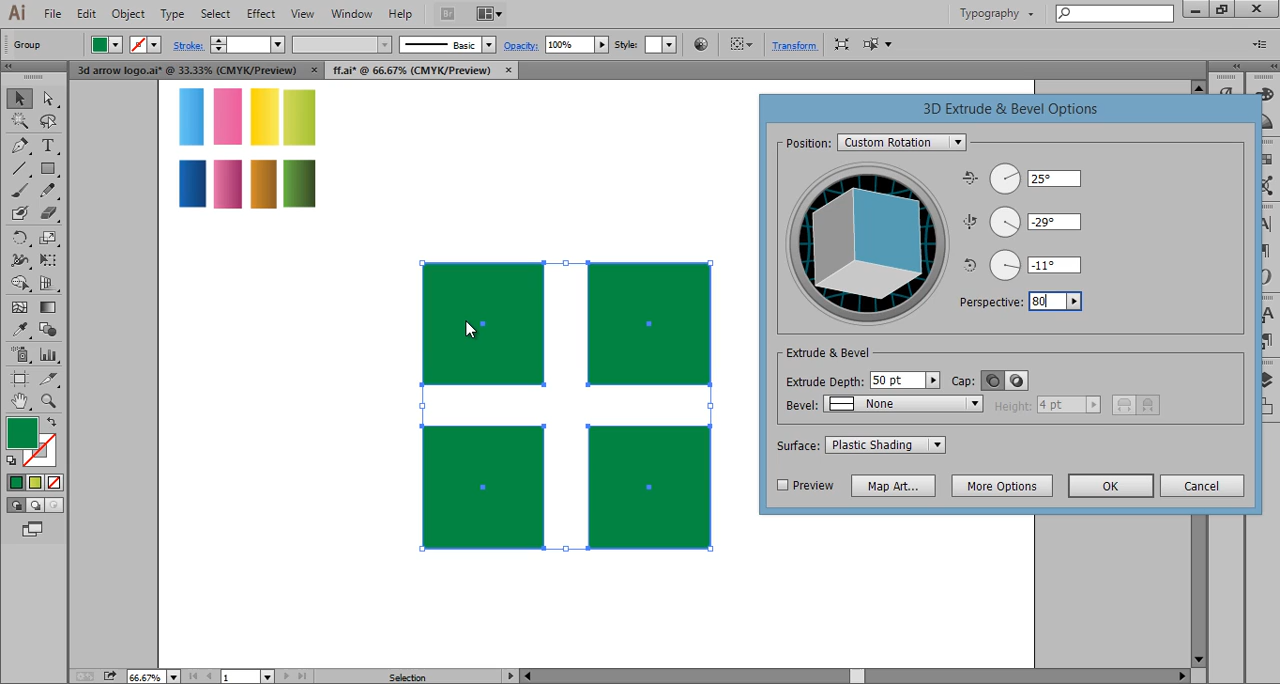 Ai File Edit Object Type Select Effect View Window Help Br Typography
Group Stroke: Basic Opacity: 100% Style: Transform
3d arrow logo.ai* @ 33.33% (CMYK/Preview) × ff.ai* @ 66.67% (CMYK/Preview) ×
3D Extrude & Bevel Options
Position: Custom Rotation
25°
-29°
-11°
Perspective: 80
Extrude & Bevel
Extrude Depth: 50 pt Cap:
Bevel: None Height: 4 pt
Surface: Plastic Shading
Preview Map Art... More Options OK Cancel
66.67% 1 Selection